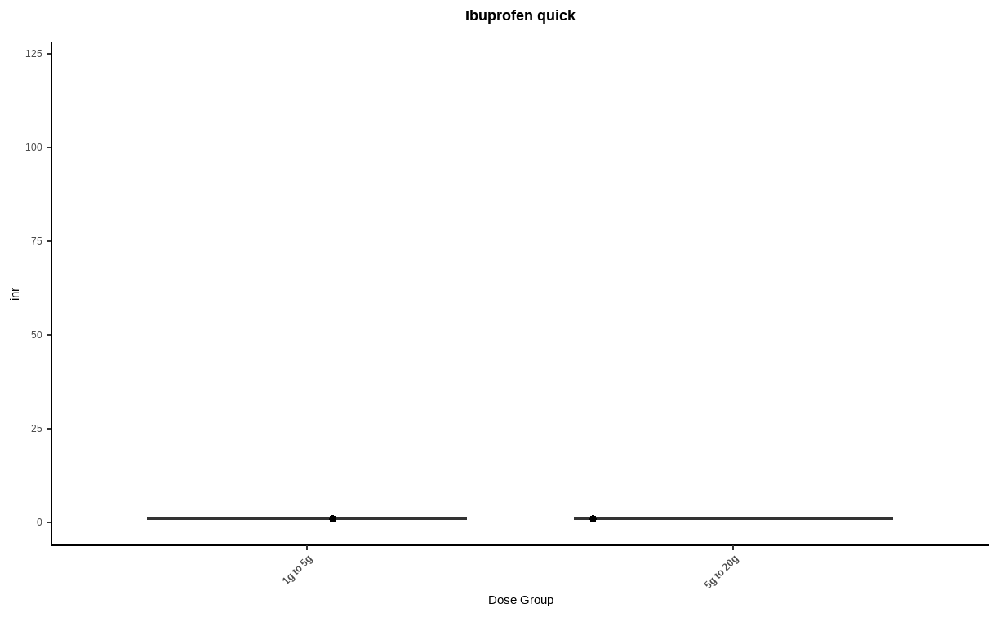 Ibuprofen quick
125
100
75
50
25
0
inr
1g to 5g
5g to 20g
Dose Group